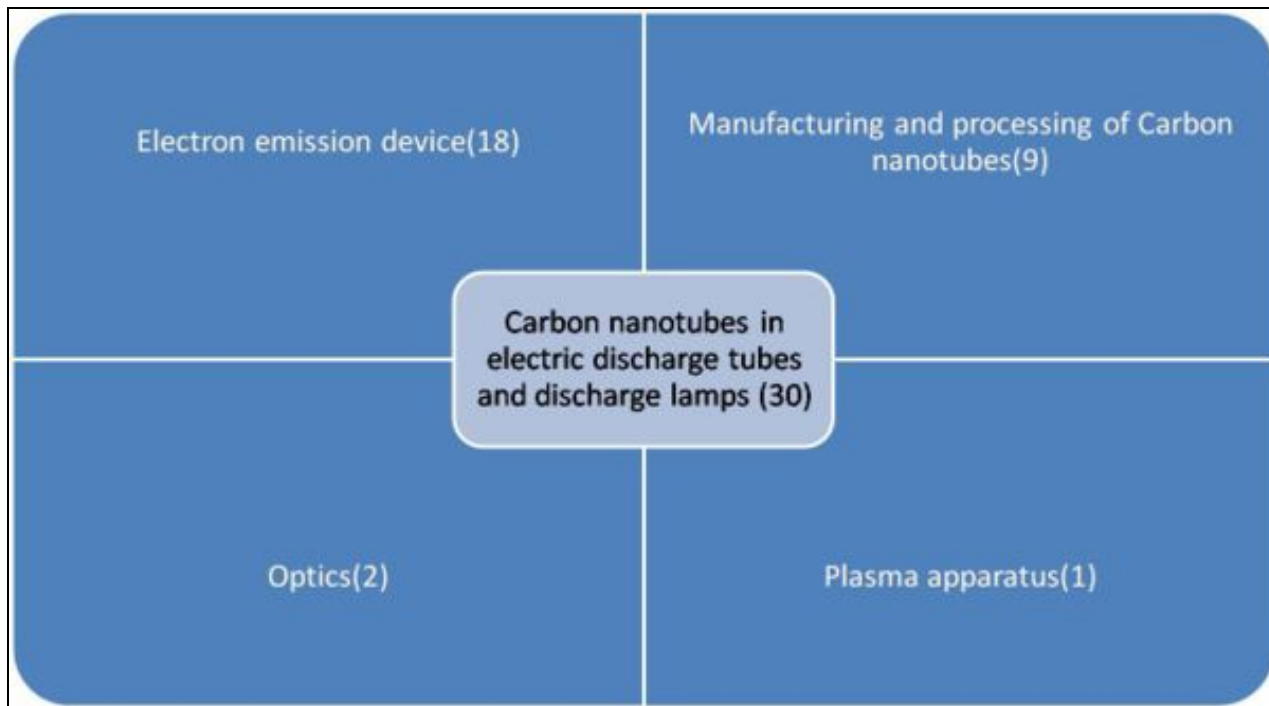 Electron emission device(18)
Manufacturing and processing of Carbon
nanotubes(9)
Carbon nanotubes in
electric discharge tubes
and discharge lamps (30)
Optics(2)
Plasma apparatus(1)